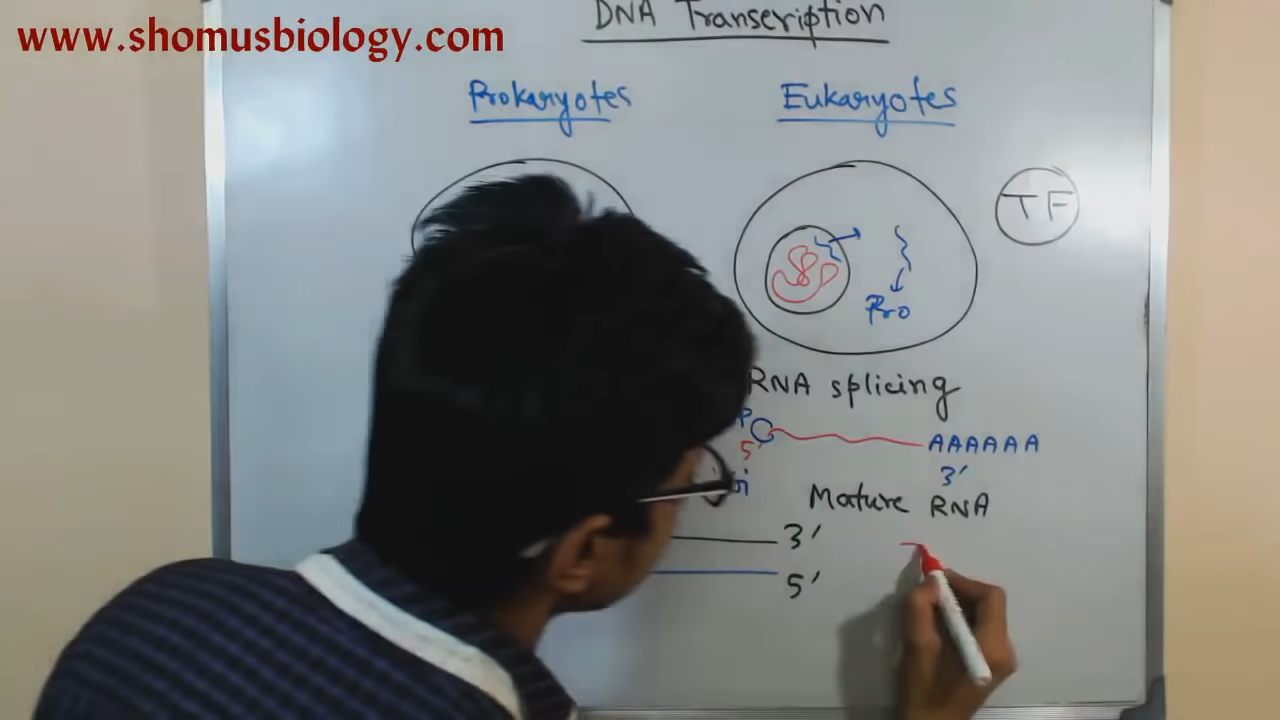 www.shomusbiology.com
DNA Transcription
Prokaryotes
Eukaryotes
TF
Pro
RNA splicing
P
5'
AAAAAA
3'
Mature RNA
3'
5'